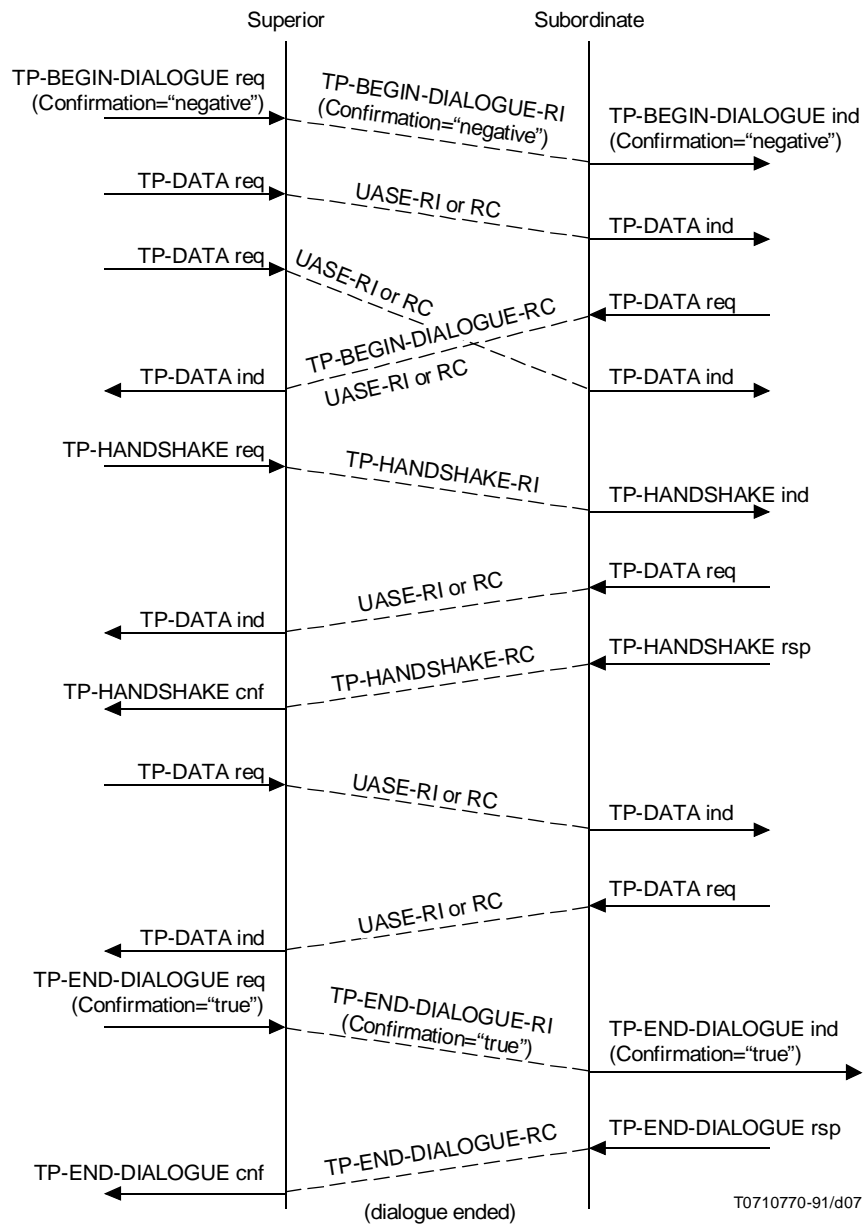 Superior
Subordinate
TP-BEGIN-DIALOGUE req
(Confirmation=“negative”)
TP-BEGIN-DIALOGUE-RI
(Confirmation=“negative”)
TP-BEGIN-DIALOGUE ind
(Confirmation=“negative”)
TP-DATA req
UASE-RI or RC
TP-DATA ind
TP-DATA req
UASE-RI or RC
TP-DATA req
TP-BEGIN-DIALOGUE-RC
UASE-RI or RC
TP-DATA ind
TP-DATA ind
TP-HANDSHAKE req
TP-HANDSHAKE-RI
TP-HANDSHAKE ind
TP-DATA req
UASE-RI or RC
TP-DATA ind
TP-HANDSHAKE rsp
TP-HANDSHAKE-RC
TP-HANDSHAKE cnf
TP-DATA req
UASE-RI or RC
TP-DATA ind
TP-DATA req
UASE-RI or RC
TP-DATA ind
TP-END-DIALOGUE req
(Confirmation=“true”)
TP-END-DIALOGUE-RI
(Confirmation=“true”)
TP-END-DIALOGUE ind
(Confirmation=“true”)
TP-END-DIALOGUE rsp
TP-END-DIALOGUE-RC
TP-END-DIALOGUE cnf
(dialogue ended)
T0710770-91/d07